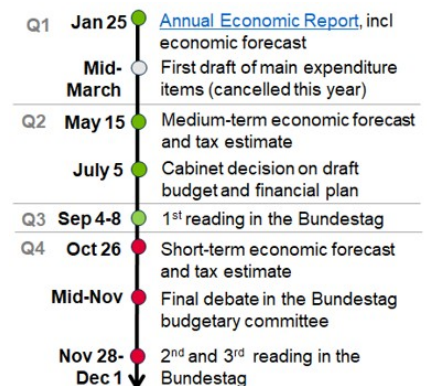 Q1 Jan 25 Annual Economic Report, incl
economic forecast
Mid- First draft of main expenditure
March items (cancelled this year)
Q2 May 15 Medium-term economic forecast
and tax estimate
July 5 Cabinet decision on draft
budget and financial plan
Q3 Sep 4-8 1st reading in the Bundestag
Q4 Oct 26 Short-term economic forecast
and tax estimate
Mid-Nov Final debate in the Bundestag
budgetary committee
Nov 28- 2nd and 3rd reading in the
Dec 1 Bundestag